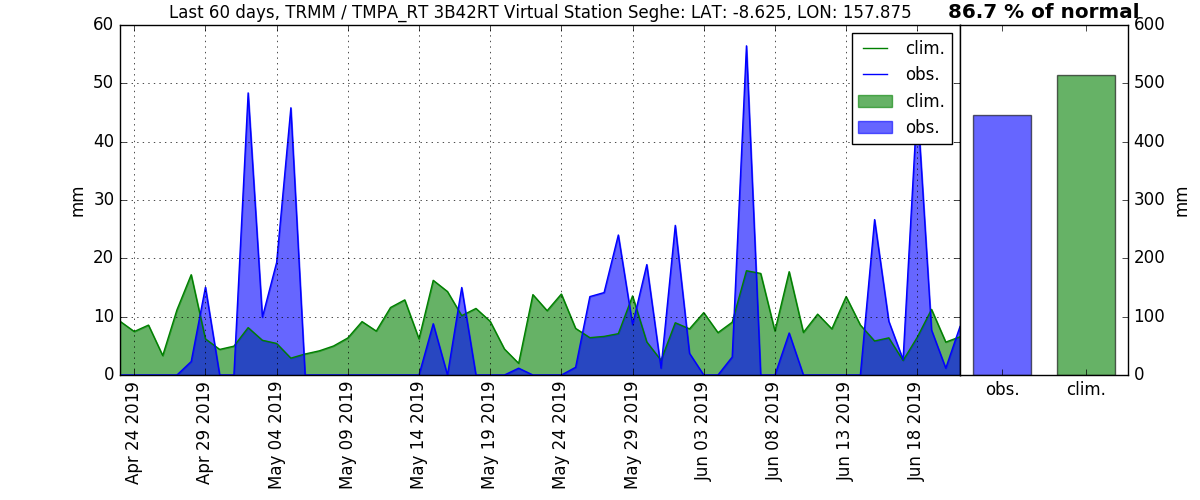 Last 60 days, TRMM / TMPA_RT 3B42RT Virtual Station Seghe: LAT: -8.625, LON: 157.875
86.7 % of normal
60
50
40
30
20
10
0
mm
clim.
obs.
clim.
obs.
600
500
400
300
200
100
0
mm
Apr 24 2019
Apr 29 2019
May 04 2019
May 09 2019
May 14 2019
May 19 2019
May 24 2019
May 29 2019
Jun 03 2019
Jun 08 2019
Jun 13 2019
Jun 18 2019
obs.
clim.